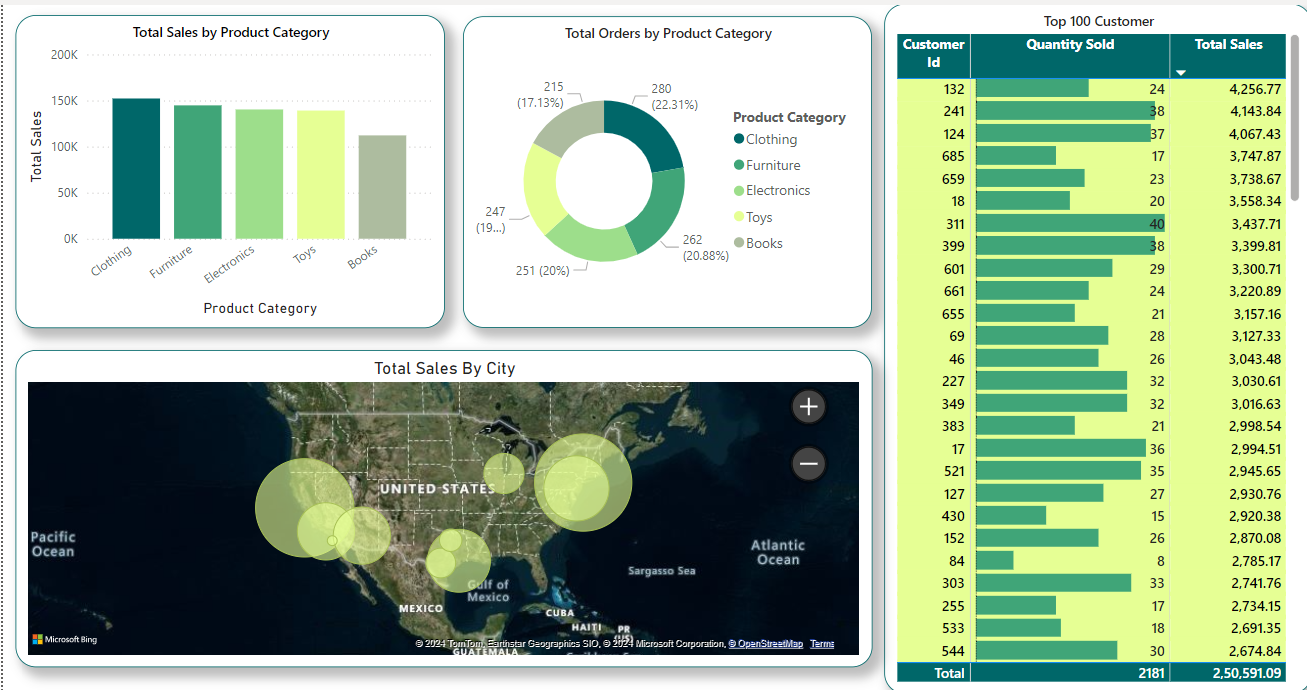 Total Sales by Product Category
200K
150K
100K
50K
0K
Total Sales
Clothing
Furniture
Electronics
Toys
Books
Product Category
Total Orders by Product Category
215
(17.13%)
280
(22.31%)
247
(19...)
262
(20.88%)
251 (20%)
Product Category
Clothing
Furniture
Electronics
Toys
Books
Total Sales By City
UNITED STATES
Pacific
Ocean
Atlantic
Ocean
Sargasso Sea
Gulf of
Mexico
MEXICO
CUBA
HAITI
PR
(US)
GUATEMALA
Microsoft Bing
© 2024 TomTom, Earthstar Geographics SIO, © 2024 Microsoft Corporation, © OpenStreetMap Terms
Top 100 Customer
Customer Id Quantity Sold Total Sales
132 24 4,256.77
241 38 4,143.84
124 37 4,067.43
685 17 3,747.87
659 23 3,738.67
18 20 3,558.34
311 40 3,437.71
399 38 3,399.81
601 29 3,300.71
661 24 3,220.89
655 21 3,157.16
69 28 3,127.33
46 26 3,043.48
227 32 3,030.61
349 32 3,016.63
383 21 2,998.54
17 36 2,994.51
521 35 2,945.65
127 27 2,930.76
430 15 2,920.38
152 26 2,870.08
84 8 2,785.17
303 33 2,741.76
255 17 2,734.15
533 18 2,691.35
544 30 2,674.84
Total 2181 2,50,591.09